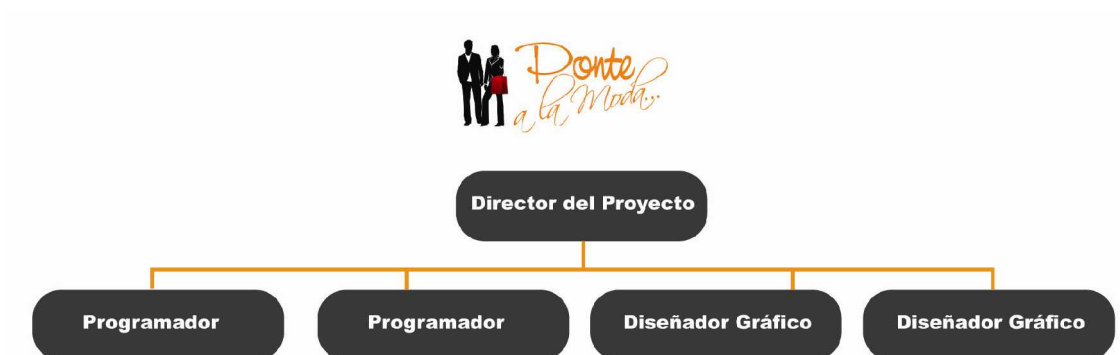 Ponte
a la Moda...
Director del Proyecto
Programador Programador Diseñador Gráfico Diseñador Gráfico